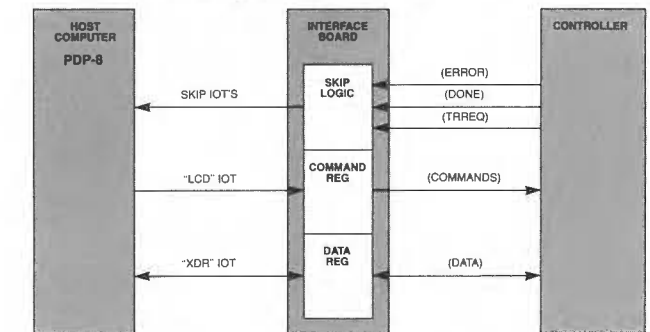 HOST
COMPUTER
PDP-8
INTERFACE
BOARD
CONTROLLER
SKIP
LOGIC
SKIP IOT'S
(ERROR)
(DONE)
(TRREQ)
COMMAND
REG
"LCD" IOT
(COMMANDS)
DATA
REG
"XDR" IOT
(DATA)